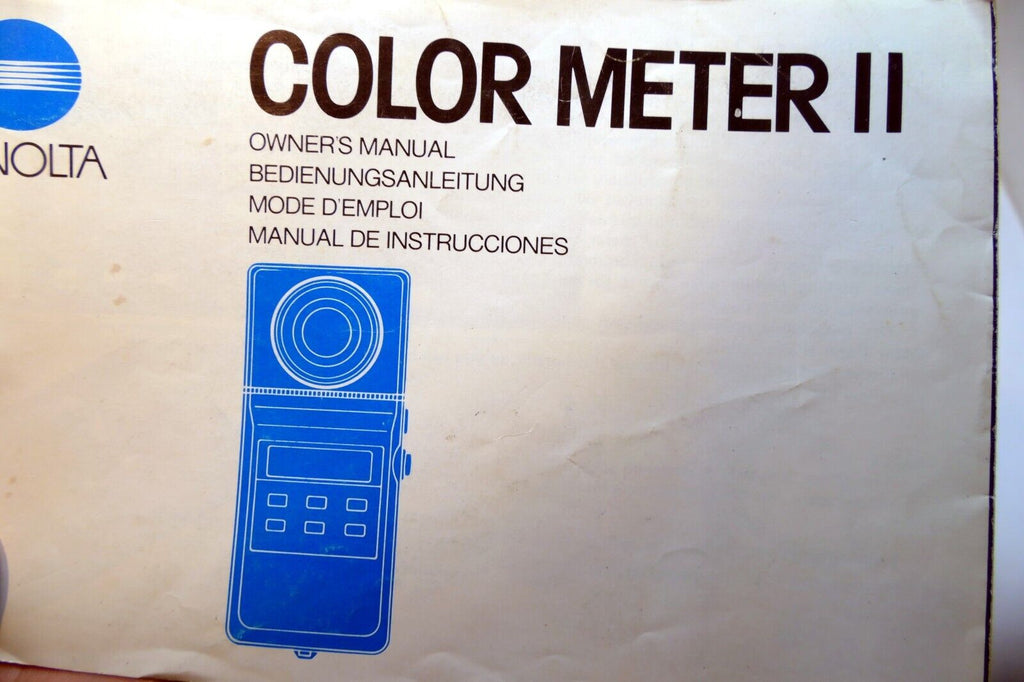 COLOR METER II
NOLTA
OWNER'S MANUAL
BEDIENUNGSANLEITUNG
MODE D'EMPLOI
MANUAL DE INSTRUCCIONES